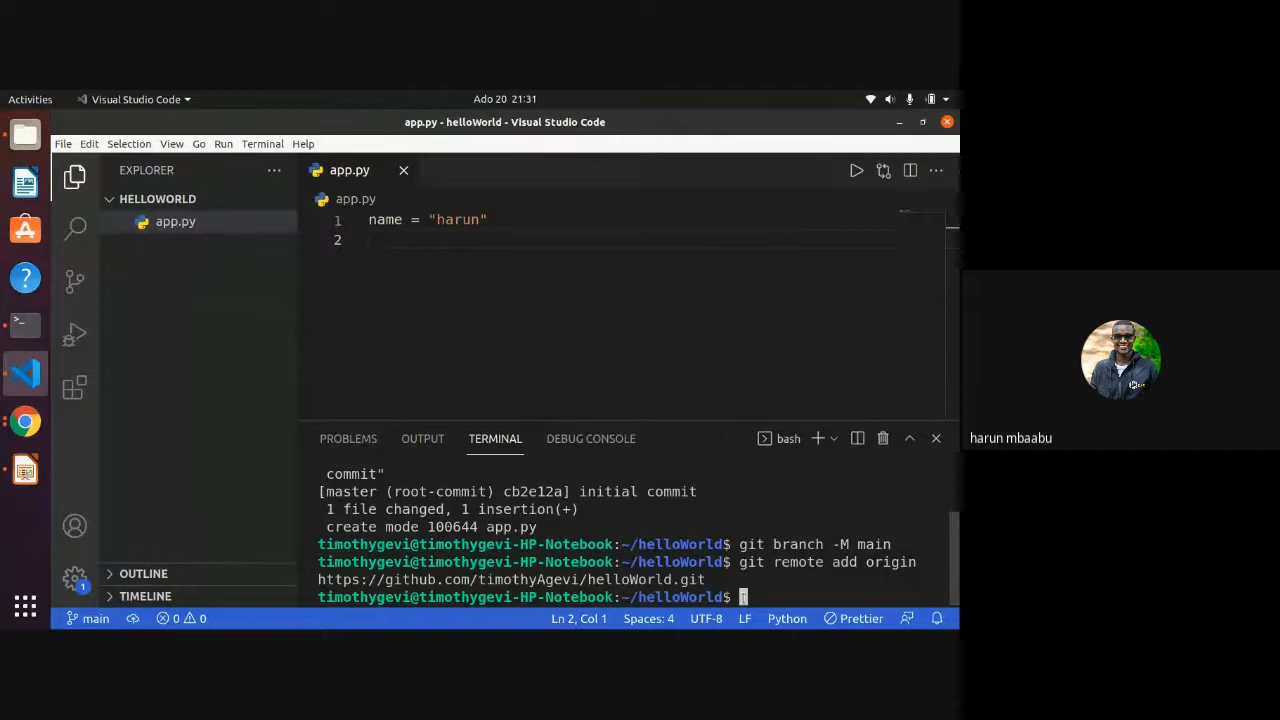 Activities
Visual Studio Code
Ado 20 21:31
app.py - helloWorld - Visual Studio Code
File Edit Selection View Go Run Terminal Help
EXPLORER
HELLOWORLD
app.py
app.py
app.py
1 name = "harun"
2
PROBLEMS OUTPUT TERMINAL DEBUG CONSOLE
bash
commit"
[master (root-commit) cb2e12a] initial commit
1 file changed, 1 insertion(+)
create mode 100644 app.py
timothygevi@timothygevi-HP-Notebook:~/helloWorld$ git branch -M main
timothygevi@timothygevi-HP-Notebook:~/helloWorld$ git remote add origin
https://github.com/timothyAgevi/helloWorld.git
timothygevi@timothygevi-HP-Notebook:~/helloWorld$
OUTLINE
TIMELINE
1
main
0 0
Ln 2, Col 1
Spaces: 4
UTF-8
LF
Python
Prettier
harun mbaabu